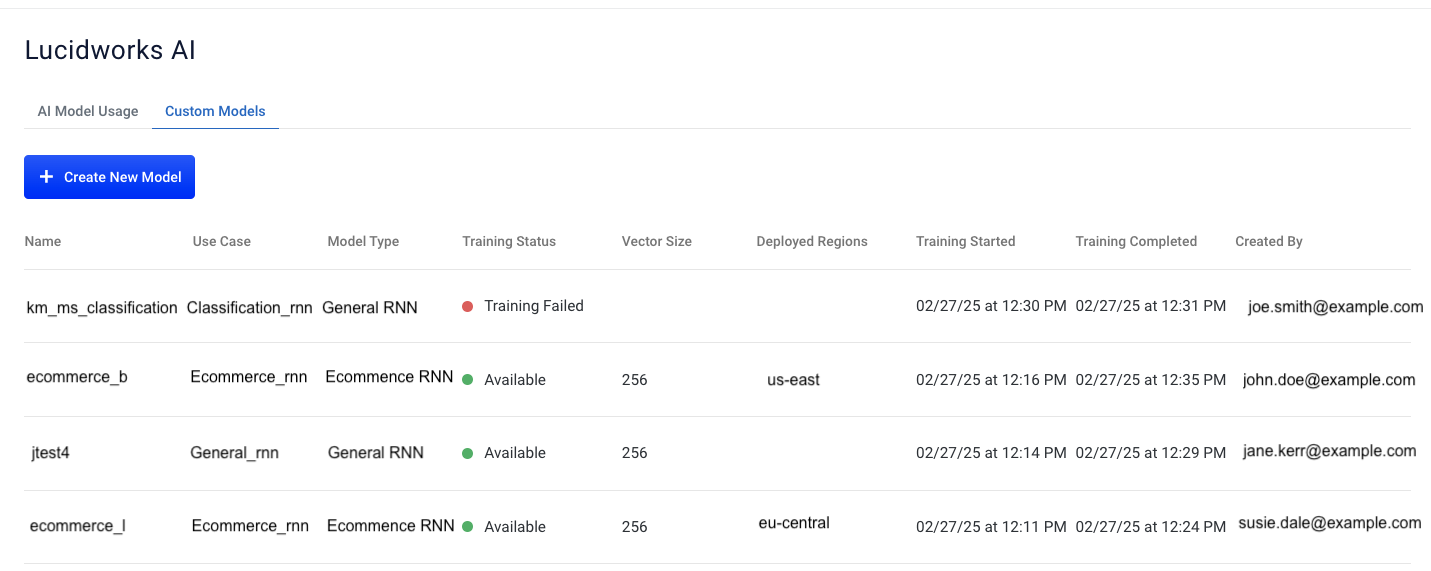 Lucidworks AI
AI Model Usage Custom Models
+ Create New Model
Name Use Case Model Type Training Status Vector Size Deployed Regions Training Started Training Completed Created By
km_ms_classification Classification_rnn General RNN Training Failed 02/27/25 at 12:30 PM 02/27/25 at 12:31 PM joe.smith@example.com
ecommerce_b Ecommerce_rnn Ecommence RNN Available 256 us-east 02/27/25 at 12:16 PM 02/27/25 at 12:35 PM john.doe@example.com
jtest4 General_rnn General RNN Available 256 02/27/25 at 12:14 PM 02/27/25 at 12:29 PM jane.kerr@example.com
ecommerce_l Ecommerce_rnn Ecommence RNN Available 256 eu-central 02/27/25 at 12:11 PM 02/27/25 at 12:24 PM susie.dale@example.com